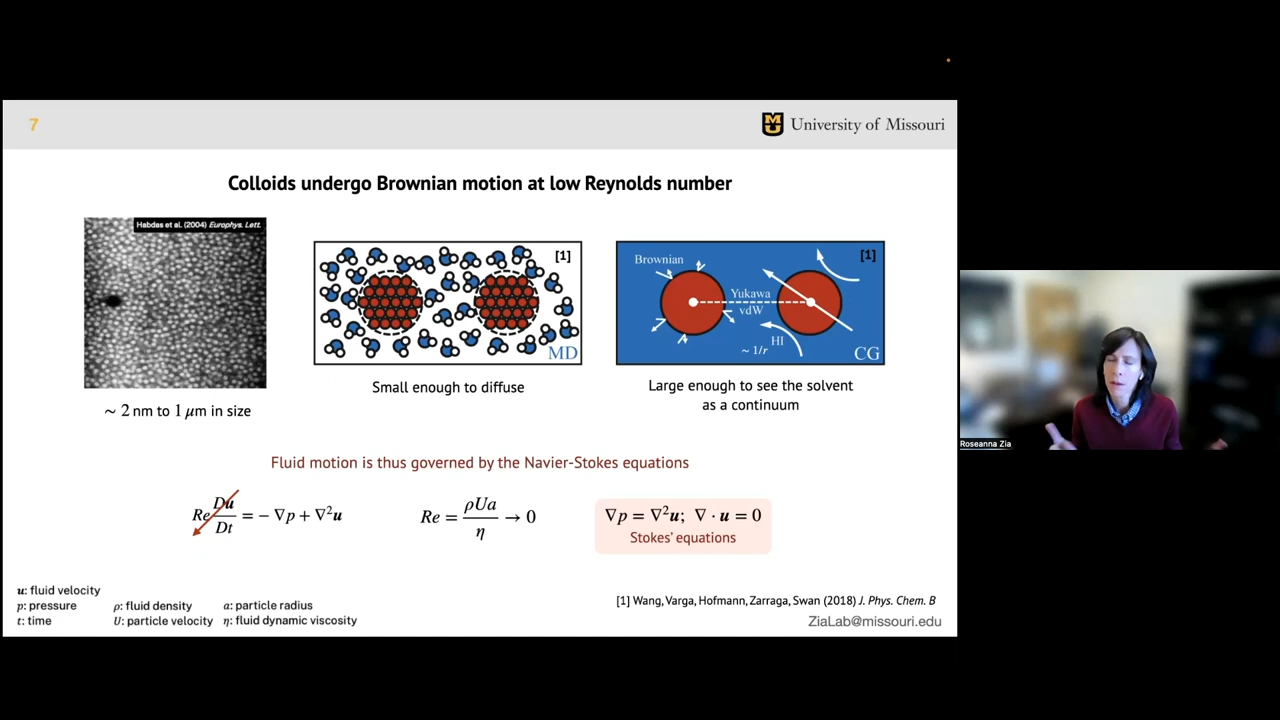 7
University of Missouri
Colloids undergo Brownian motion at low Reynolds number
Habdas et al. (2004) Europhys. Lett.
~ 2 nm to 1 μm in size
[1]
MD
Small enough to diffuse
[1]
Brownian
Yukawa
vdW
HI
~ 1/r
CG
Large enough to see the solvent
as a continuum
Fluid motion is thus governed by the Navier-Stokes equations
Re Du/Dt = − ∇p + ∇²u
Re = ρUa/η → 0
∇p = ∇²u; ∇ · u = 0
Stokes' equations
u: fluid velocity
p: pressure
ρ: fluid density
a: particle radius
t: time
U: particle velocity
η: fluid dynamic viscosity
[1] Wang, Varga, Hofmann, Zarraga, Swan (2018) J. Phys. Chem. B
ZiaLab@missouri.edu
Roseanna Zia